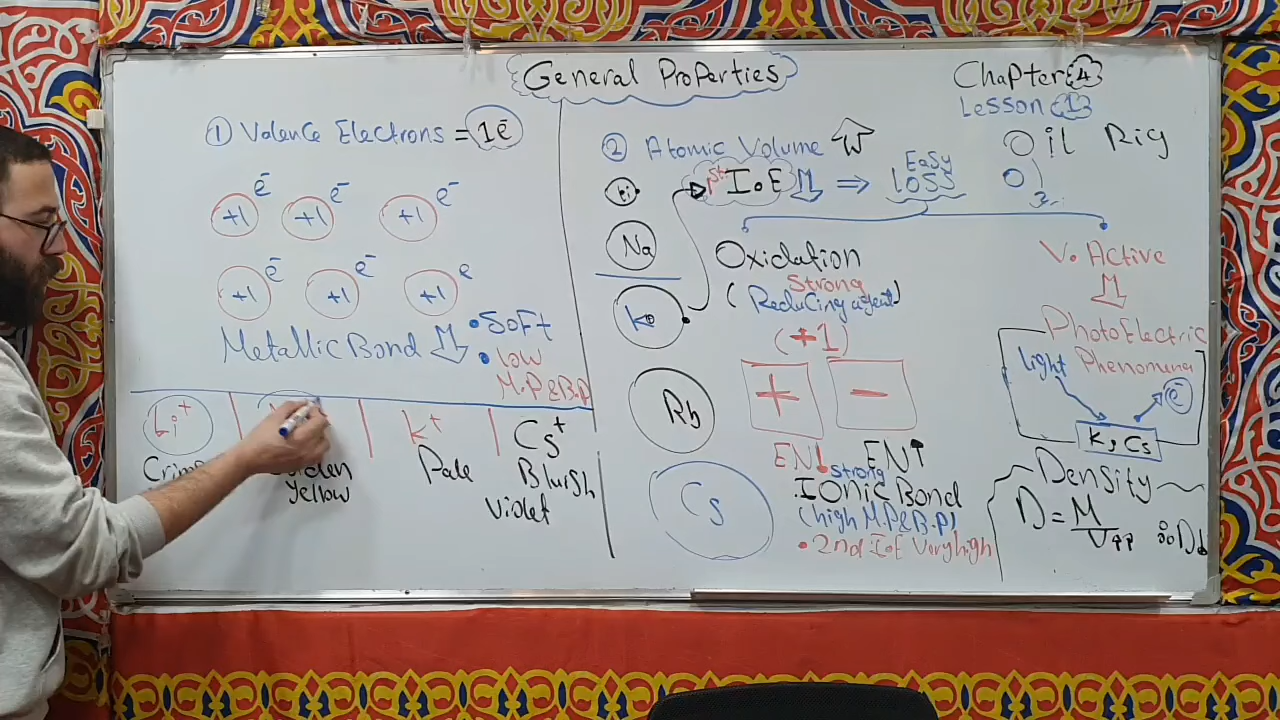 General Properties
Chapter 4
Lesson 1
① Valence Electrons = 1e⁻
+1 e⁻ +1 e⁻ +1 e⁻
+1 e⁻ +1 e⁻ +1 e
Metallic Bond
• Soft
• low
M.P & B.P
Li⁺
K⁺
Cs⁺
yellow
Pale
Bluish
Violet
② Atomic Volume
Li
Na
K
Rb
Cs
1st I.E ⇒ Easy
loss
Oil Rig
Oxidation
Strong
(Reducing agent)
(+1)
+ −
EN↓ EN↑
Strong
Ionic Bond
(high M.P & B.P)
• 2nd I.E Very high
V. Active
PhotoElectric
Phenomena
light
e⁻
K, Cs
Density
D = M
V↑↑ ∴ D↓